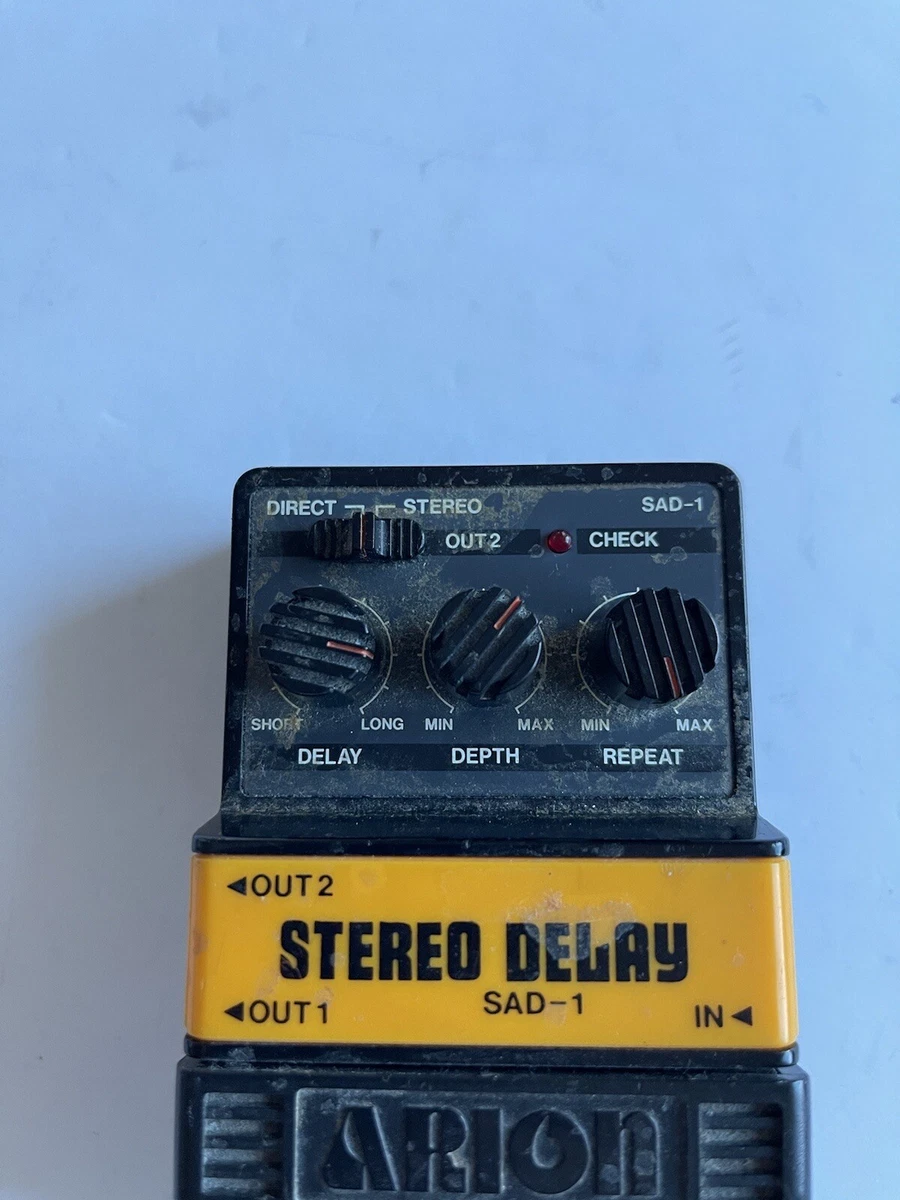 DIRECT STEREO SAD-1
OUT 2 CHECK
SHORT LONG MIN MAX MIN MAX
DELAY DEPTH REPEAT
◀OUT 2
STEREO DELAY
SAD-1
◀OUT 1 IN◀
ARION